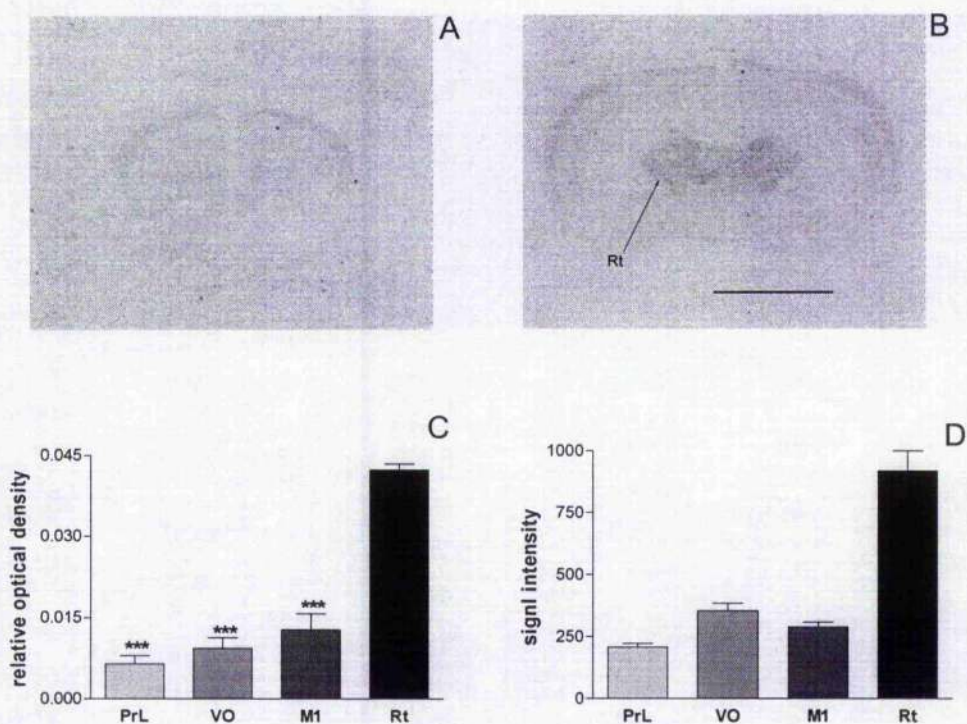 A
B
Rt
C
D
relative optical density
0.045
0.030
0.015
0.000
***
***
***
PrL
VO
M1
Rt
signl intensity
1000
750
500
250
0
PrL
VO
M1
Rt